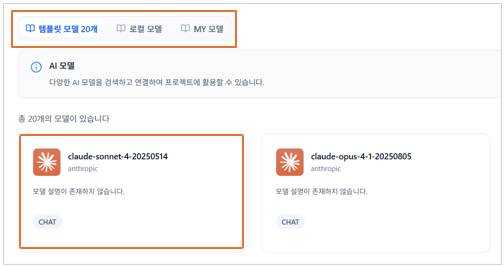 템플릿 모델 20개 로컬 모델 MY 모델
AI 모델
다양한 AI 모델을 검색하고 연결하여 프로젝트에 활용할 수 있습니다.
총 20개의 모델이 있습니다
claude-sonnet-4-20250514
anthropic
모델 설명이 존재하지 않습니다.
CHAT
claude-opus-4-1-20250805
anthropic
모델 설명이 존재하지 않습니다.
CHAT